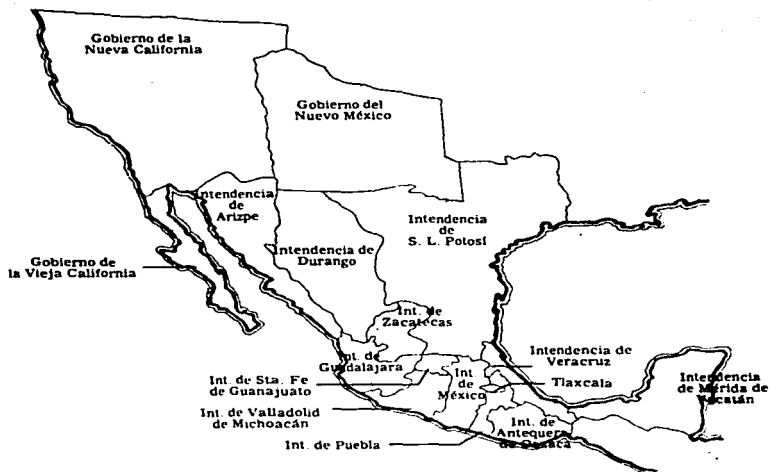 Gobierno de la
Nueva California
Gobierno del
Nuevo México
Intendencia
de
Arizpe
Intendencia
de
S. L. Potosí
Intendencia de
Durango
Gobierno de
la Vieja California
Int. de
Zacatecas
Int. de
Guadalajara
Intendencia de
Veracruz
Int
de
México
Tlaxcala
Intendencia
de Mérida de
Yucatán
Int. de Sta. Fe
de Guanajuato
Int. de Valladolid
de Michoacán
Int. de
Antequera
de Oaxaca
Int. de Puebla